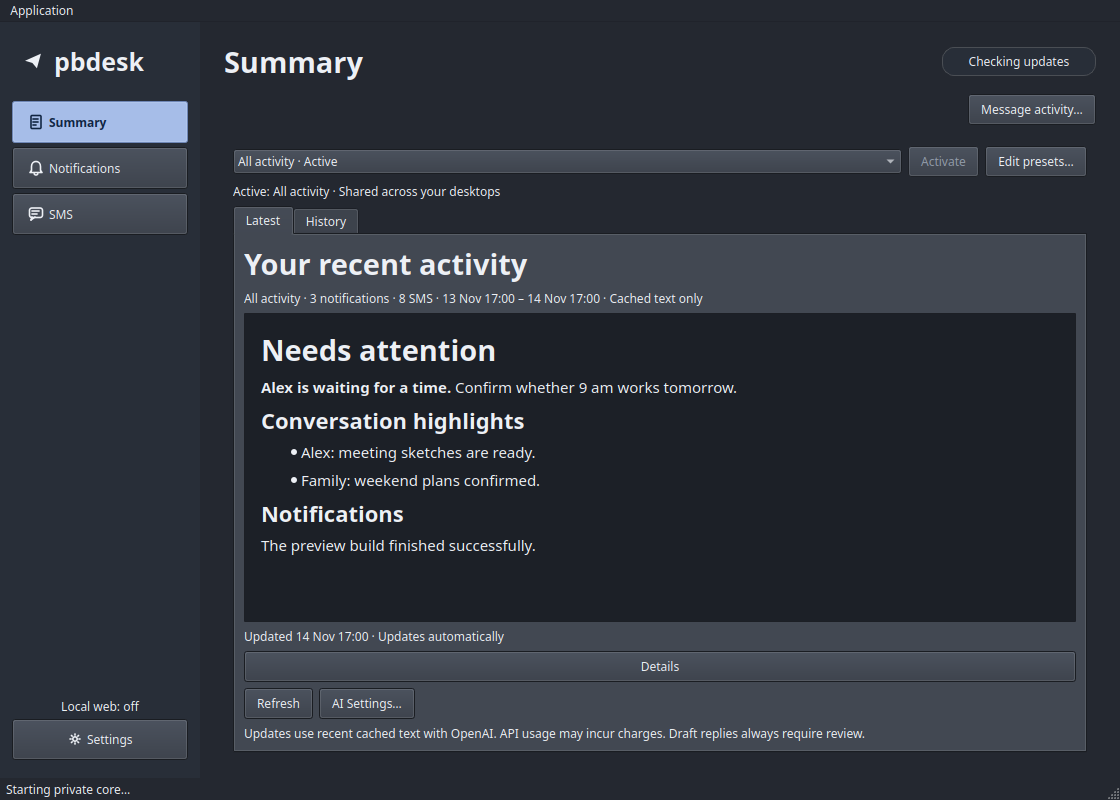 Application
pbdesk
Summary
Checking updates
Message activity...
Summary
Notifications
SMS
All activity · Active
Activate
Edit presets...
Active: All activity · Shared across your desktops
Latest
History
Your recent activity
All activity · 3 notifications · 8 SMS · 13 Nov 17:00 – 14 Nov 17:00 · Cached text only
Needs attention
Alex is waiting for a time. Confirm whether 9 am works tomorrow.
Conversation highlights
• Alex: meeting sketches are ready.
• Family: weekend plans confirmed.
Notifications
The preview build finished successfully.
Updated 14 Nov 17:00 · Updates automatically
Details
Refresh
AI Settings...
Updates use recent cached text with OpenAI. API usage may incur charges. Draft replies always require review.
Local web: off
Settings
Starting private core...